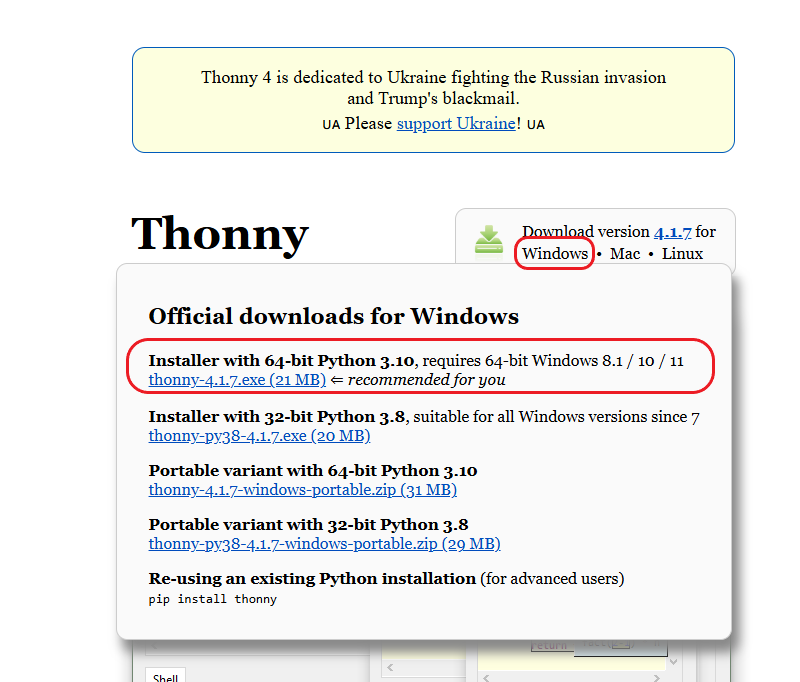 Thonny 4 is dedicated to Ukraine fighting the Russian invasion
and Trump's blackmail.
UA Please support Ukraine! UA
Thonny
Download version 4.1.7 for
Windows • Mac • Linux
Official downloads for Windows
Installer with 64-bit Python 3.10, requires 64-bit Windows 8.1 / 10 / 11
thonny-4.1.7.exe (21 MB) ⇐ recommended for you
Installer with 32-bit Python 3.8, suitable for all Windows versions since 7
thonny-py38-4.1.7.exe (20 MB)
Portable variant with 64-bit Python 3.10
thonny-4.1.7-windows-portable.zip (31 MB)
Portable variant with 32-bit Python 3.8
thonny-py38-4.1.7-windows-portable.zip (29 MB)
Re-using an existing Python installation (for advanced users)
pip install thonny
return
Shell